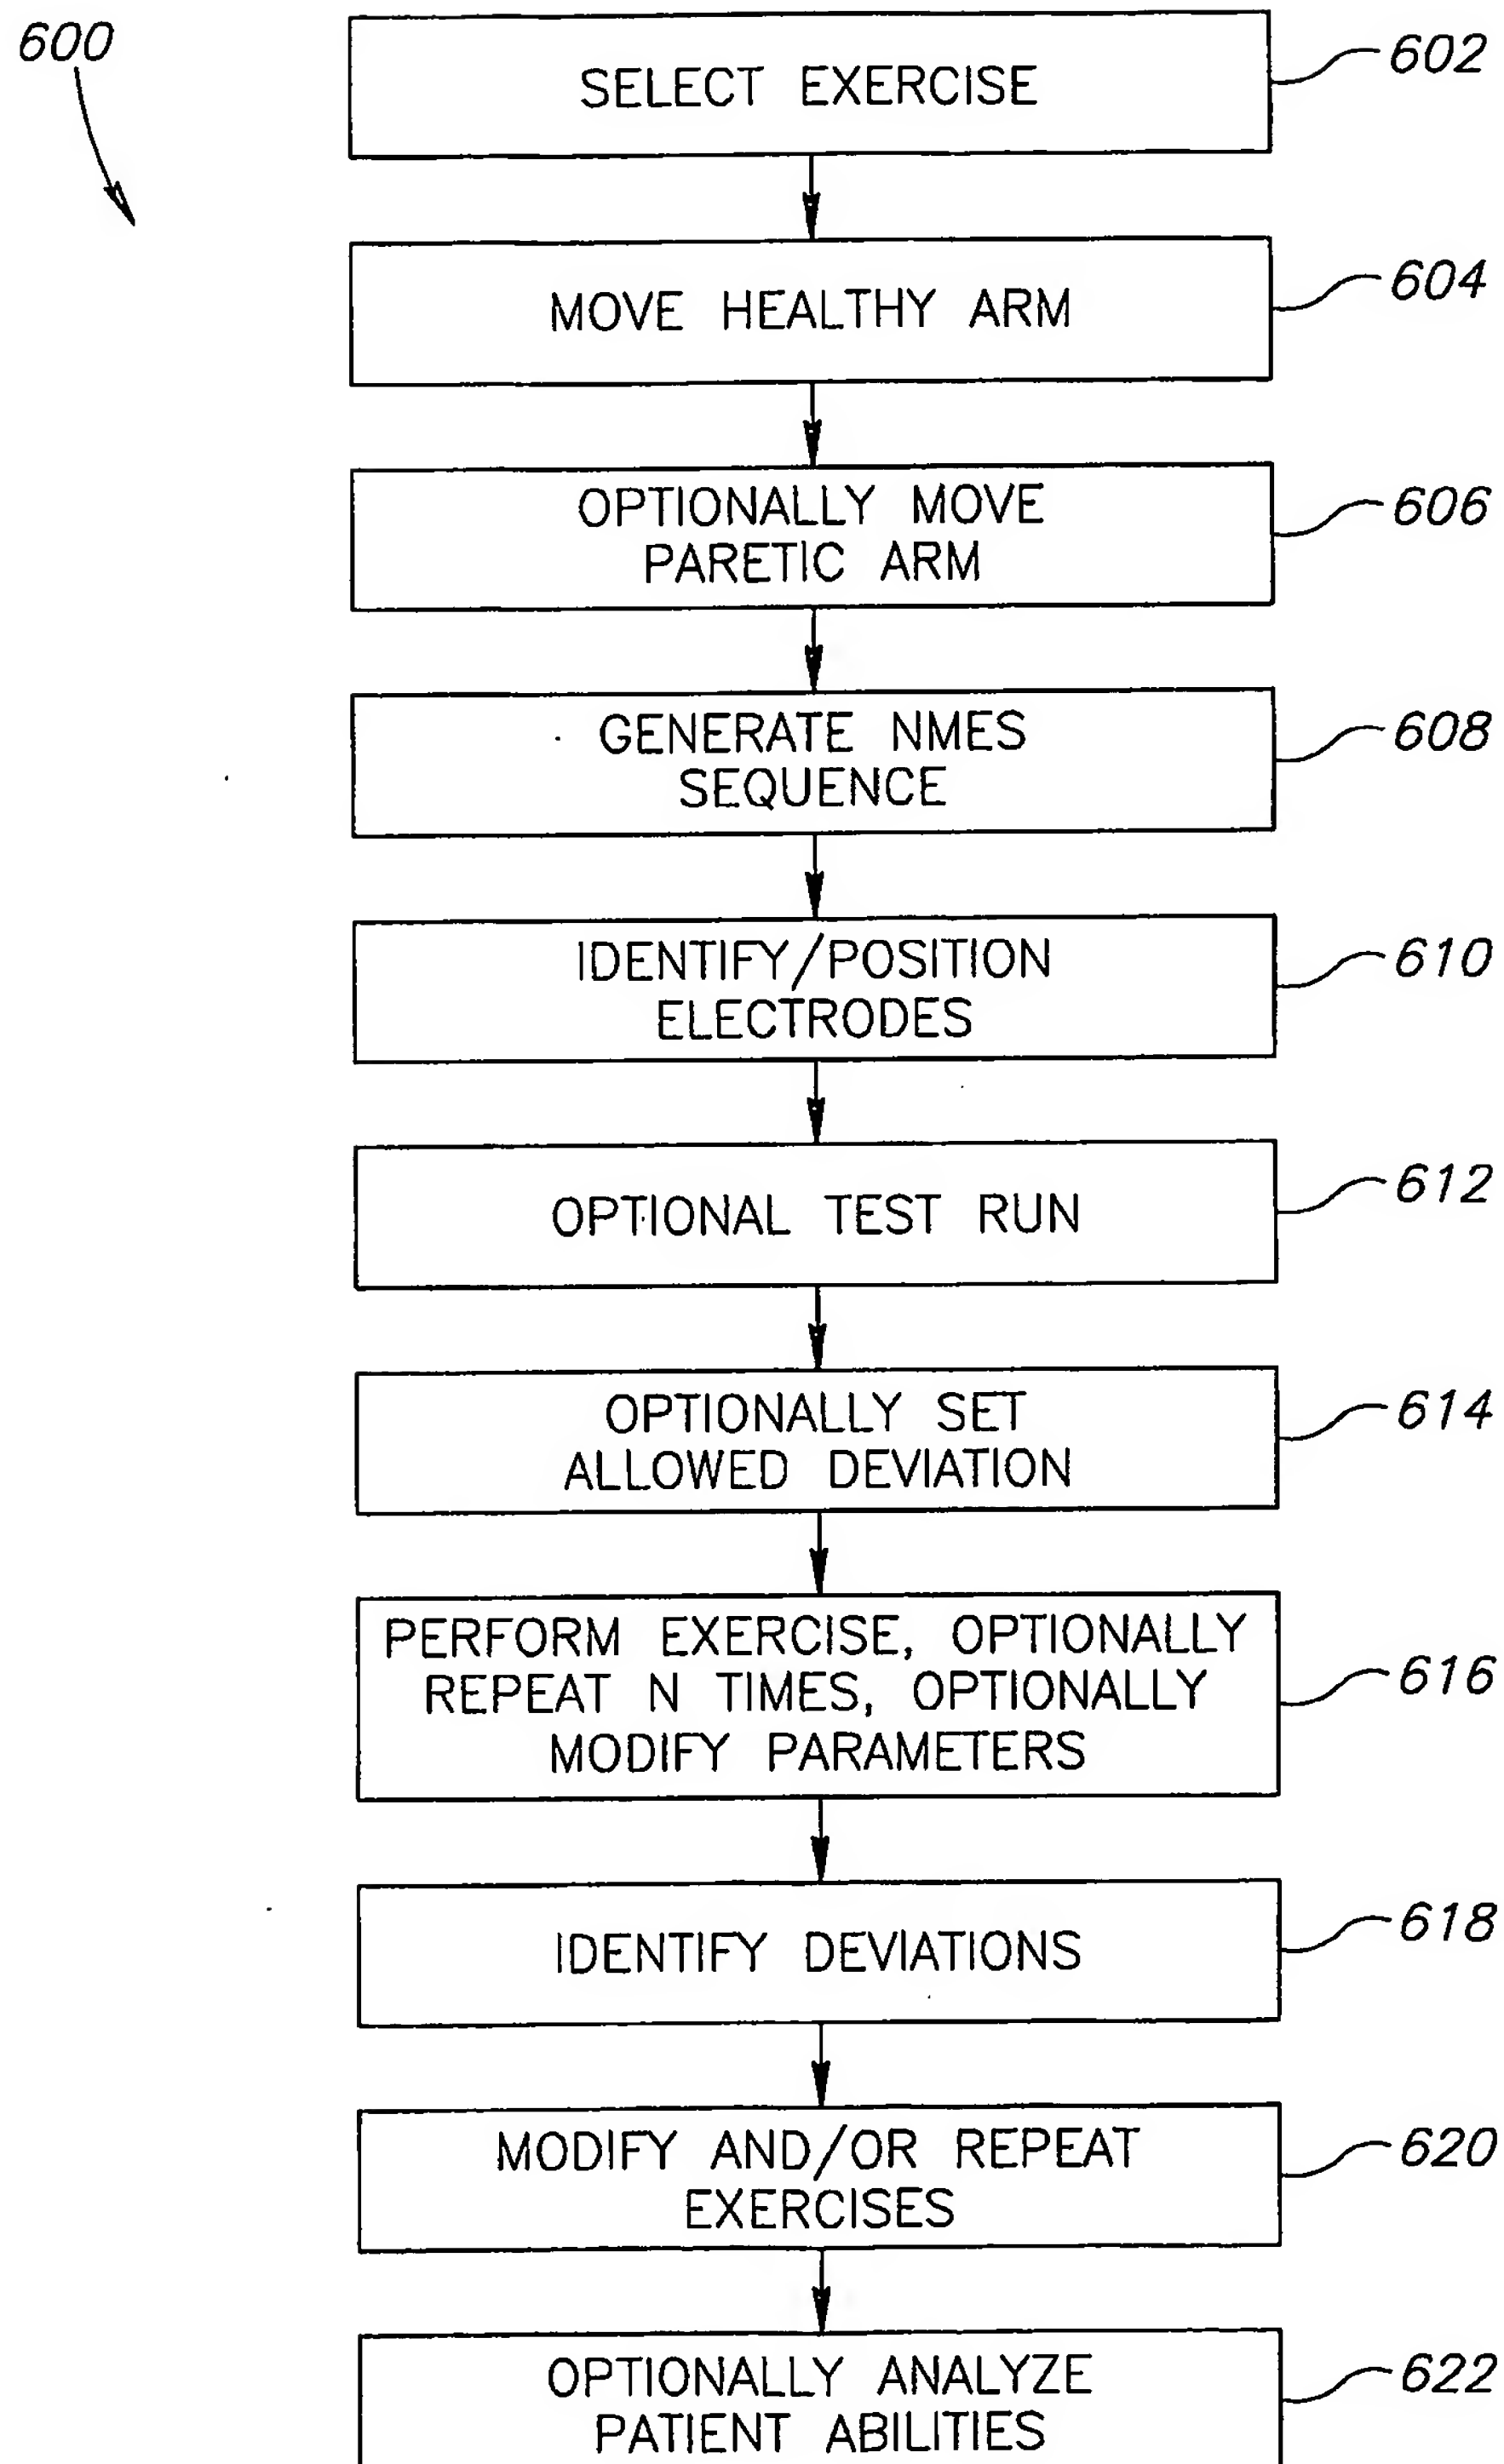 600
SELECT EXERCISE
602
MOVE HEALTHY ARM
604
OPTIONALLY MOVE
PARETIC ARM
606
GENERATE NMES
SEQUENCE
608
IDENTIFY/POSITION
ELECTRODES
610
OPTIONAL TEST RUN
612
OPTIONALLY SET
ALLOWED DEVIATION
614
PERFORM EXERCISE, OPTIONALLY
REPEAT N TIMES, OPTIONALLY
MODIFY PARAMETERS
616
IDENTIFY DEVIATIONS
618
MODIFY AND/OR REPEAT
EXERCISES
620
OPTIONALLY ANALYZE
PATIENT ABILITIES
622